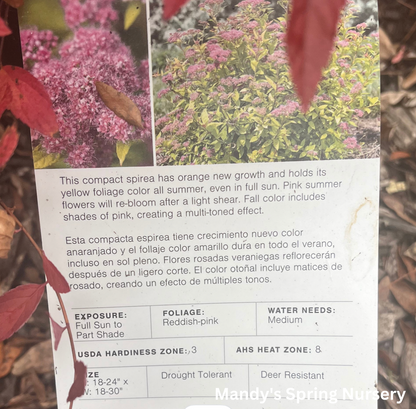 This compact spirea has orange new growth and holds its
yellow foliage color all summer, even in full sun. Pink summer
flowers will re-bloom after a light shear. Fall color includes
shades of pink, creating a multi-toned effect.
Esta compacta espirea tiene crecimiento nuevo color
anaranjado y el follaje color amarillo dura en todo el verano,
incluso en sol pleno. Flores rosadas veraniegas reflorecerán
después de un ligero corte. El color otoñal incluye matices de
rosado, creando un efecto de múltiples tonos.
EXPOSURE:
Full Sun to
Part Shade
FOLIAGE:
Reddish-pink
WATER NEEDS:
Medium
USDA HARDINESS ZONE: 3
AHS HEAT ZONE: 8
IZE
: 18-24" x
W: 18-30"
Drought Tolerant
Deer Resistant
Mandy's Spring Nursery